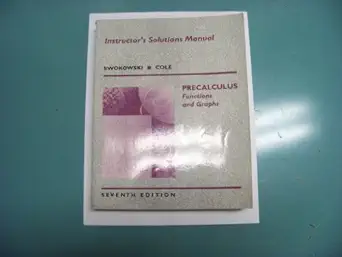 Instructor's Solutions Manual
SWOKOWSKI & COLE
PRECALCULUS
Functions
and Graphs
SEVENTH EDITION